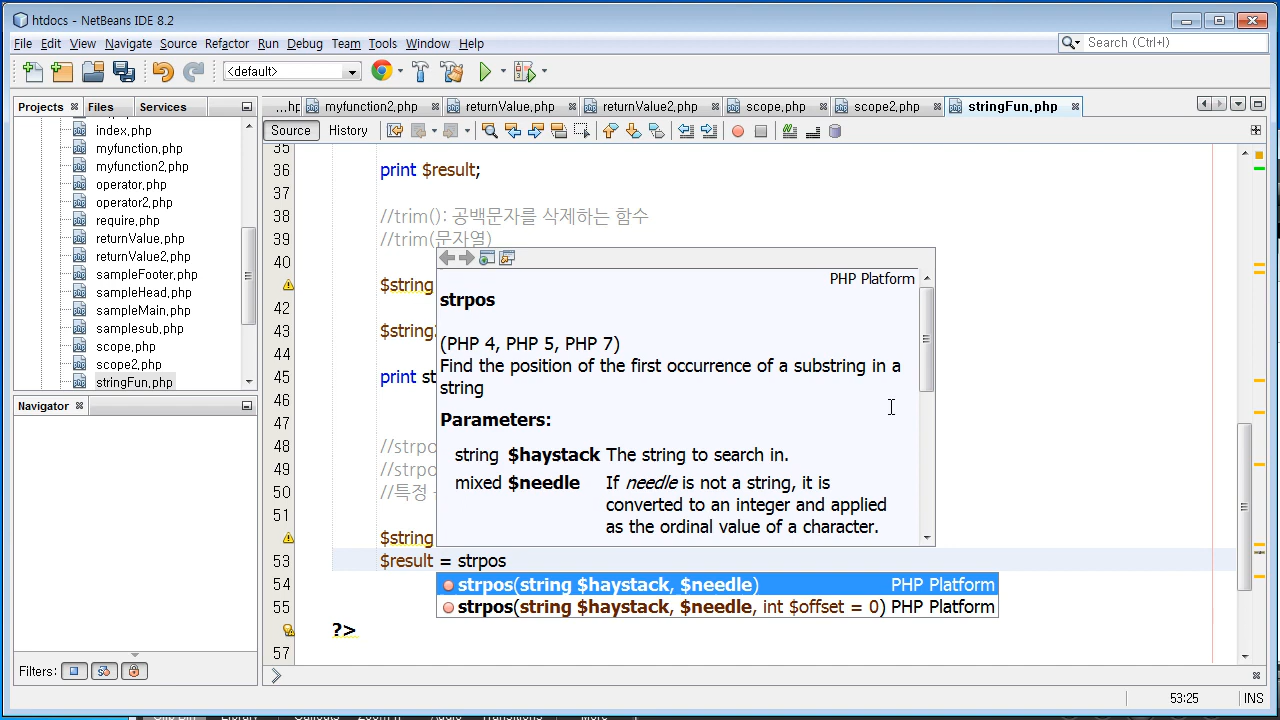 htdocs - NetBeans IDE 8.2
File Edit View Navigate Source Refactor Run Debug Team Tools Window Help
Search (Ctrl+I)
<default>
Projects Files Services
...hp myfunction2.php returnValue.php returnValue2.php scope.php scope2.php stringFun.php
Source History
index.php
myfunction.php
myfunction2.php
operator.php
operator2.php
require.php
returnValue.php
returnValue2.php
sampleFooter.php
sampleHead.php
sampleMain.php
samplesub.php
scope.php
scope2.php
stringFun.php
Navigator
Filters:
35
36 print $result;
37
38 //trim(): 공백문자를 삭제하는 함수
39 //trim(문자열)
40
$string
42
43 $string
44
45 print st
46
47
48 //strpo
49 //strpo
50 //특정
51
$string
53 $result = strpos
54
55
?>
57
PHP Platform
strpos
(PHP 4, PHP 5, PHP 7)
Find the position of the first occurrence of a substring in a
string
Parameters:
string $haystack The string to search in.
mixed $needle If needle is not a string, it is
converted to an integer and applied
as the ordinal value of a character.
strpos(string $haystack, $needle) PHP Platform
strpos(string $haystack, $needle, int $offset = 0) PHP Platform
53:25 INS